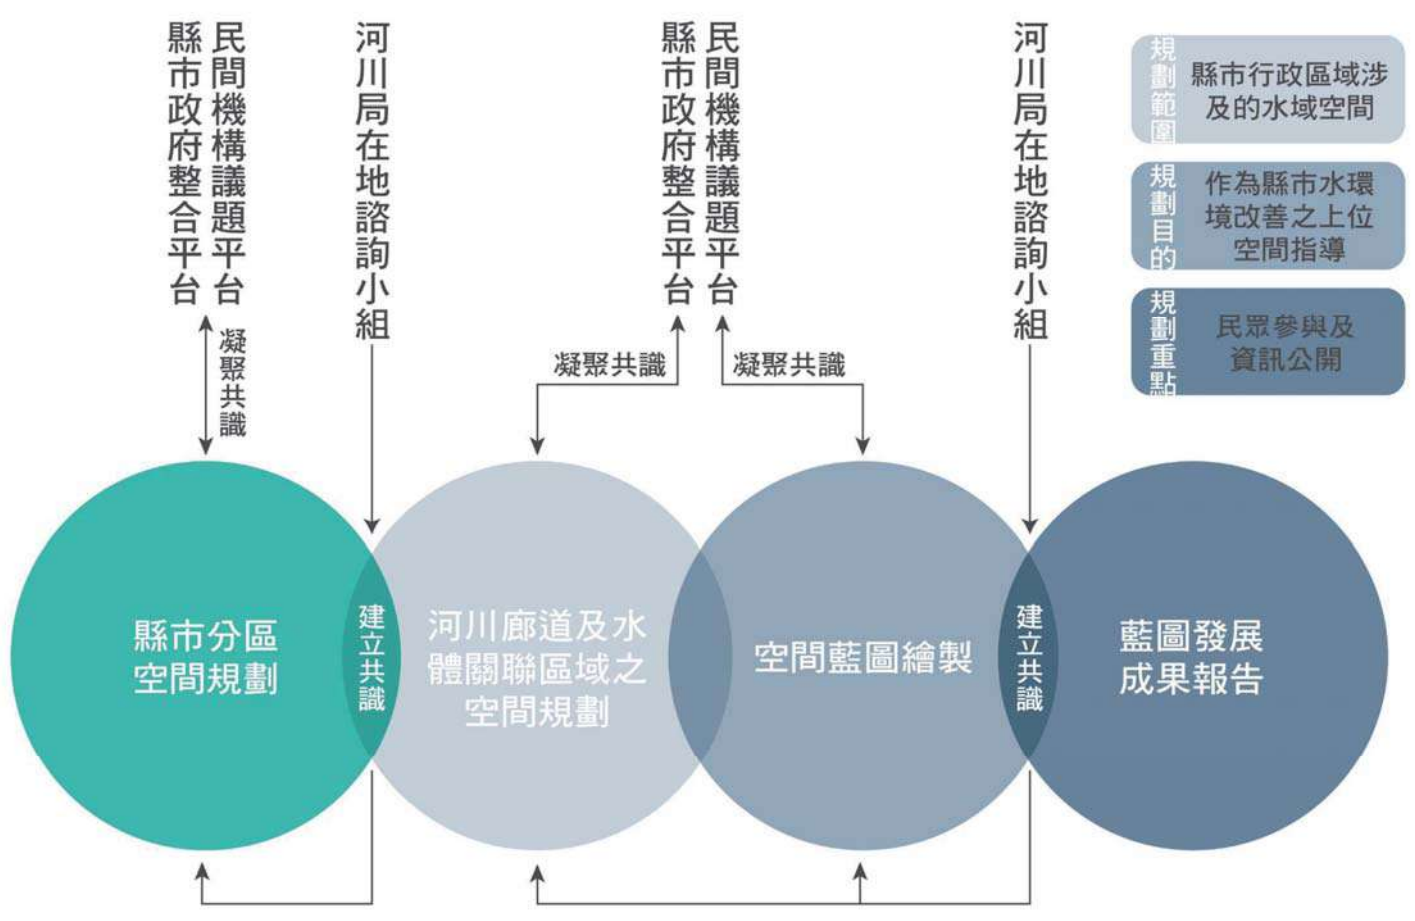 民間機構議題平台
縣市政府整合平台
河川局在地諮詢小組
民間機構議題平台
縣市政府整合平台
河川局在地諮詢小組
規劃範圍
縣市行政區域涉
及的水域空間
規劃目的
作為縣市水環
境改善之上位
空間指導
規劃重點
民眾參與及
資訊公開
凝聚共識
凝聚共識
凝聚共識
縣市分區
空間規劃
建立共識
河川廊道及水
體關聯區域之
空間規劃
空間藍圖繪製
建立共識
藍圖發展
成果報告